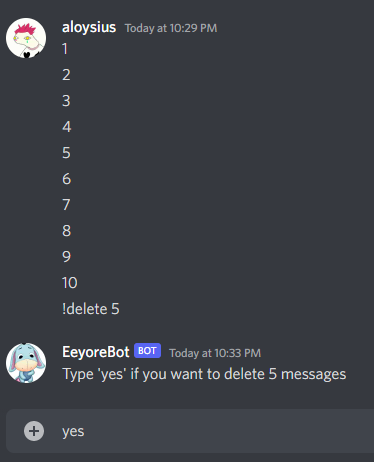 aloysius Today at 10:29 PM
1
2
3
4
5
6
7
8
9
10
!delete 5
EeyoreBot BOT Today at 10:33 PM
Type 'yes' if you want to delete 5 messages
yes